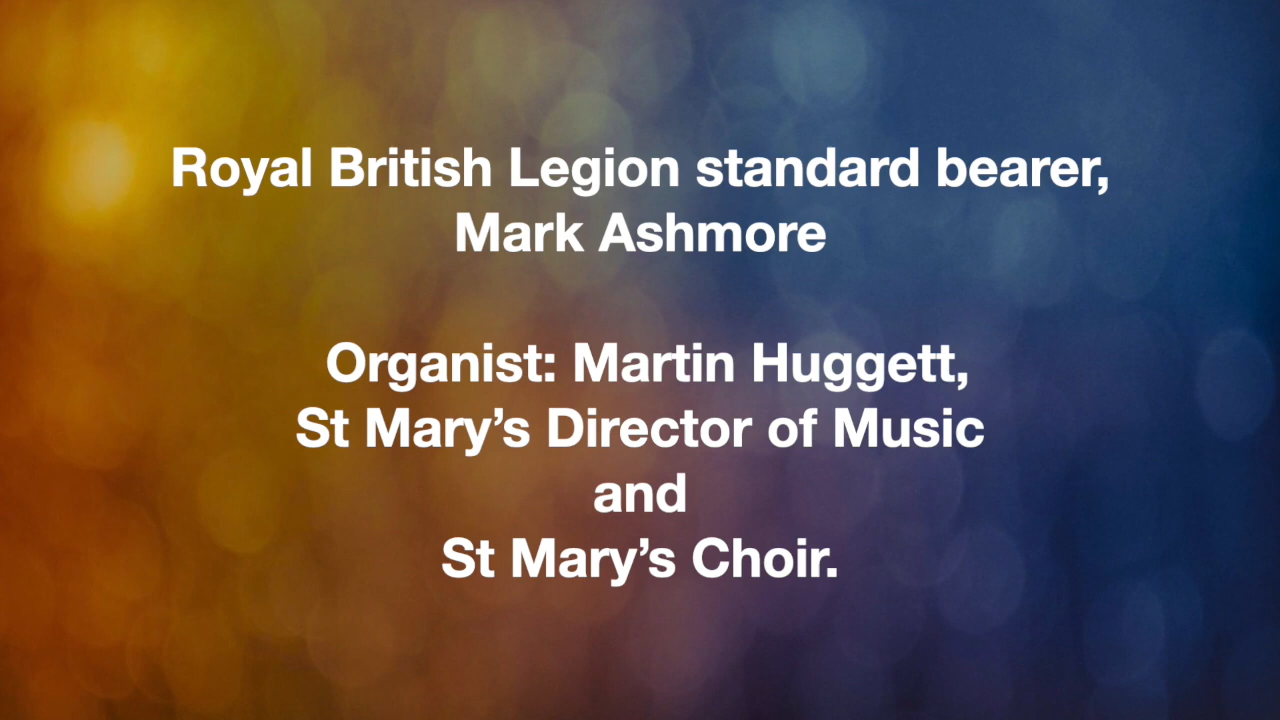 Royal British Legion standard bearer,
Mark Ashmore
Organist: Martin Huggett,
St Mary’s Director of Music
and
St Mary’s Choir.